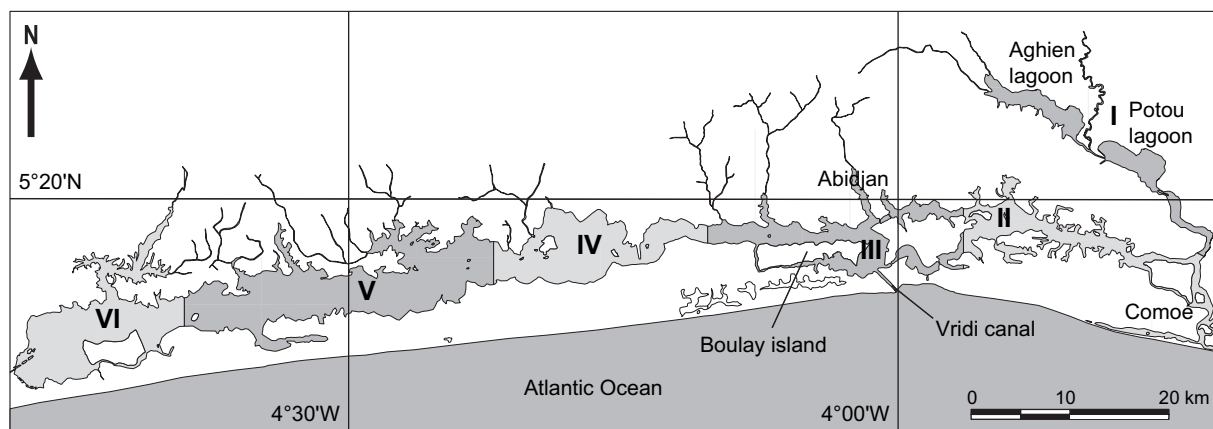 N
Aghien
lagoon
I
Potou
lagoon
5°20'N
Abidjan
II
IV
III
V
VI
Comoé
Vridi canal
Boulay island
Atlantic Ocean
4°30'W
4°00'W
0 10 20 km